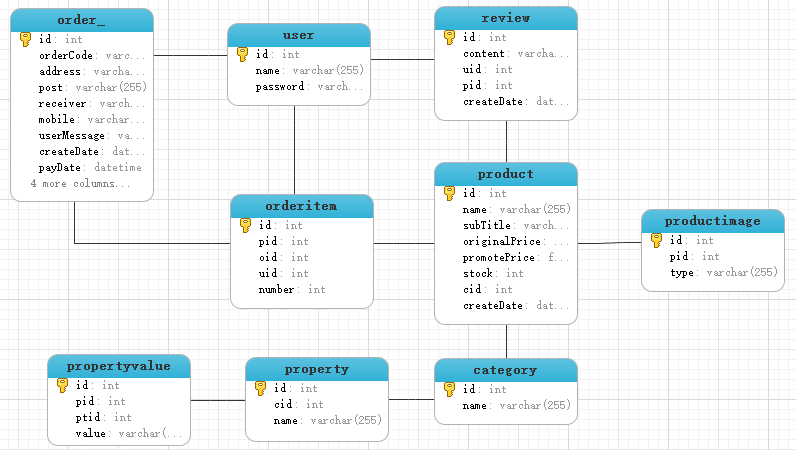 order_
id: int
orderCode: varc...
address: varcha...
post: varchar(255)
receiver: varch...
mobile: varchar...
userMessage: va...
createDate: dat...
payDate: datetime
4 more columns...
user
id: int
name: varchar(255)
password: varch...
review
id: int
content: varcha...
uid: int
pid: int
createDate: dat...
orderitem
id: int
pid: int
oid: int
uid: int
number: int
product
id: int
name: varchar(255)
subTitle: varch...
originalPrice: ...
promotePrice: f...
stock: int
cid: int
createDate: dat...
productimage
id: int
pid: int
type: varchar(255)
propertyvalue
id: int
pid: int
ptid: int
value: varchar(...
property
id: int
cid: int
name: varchar(255)
category
id: int
name: varchar(255)